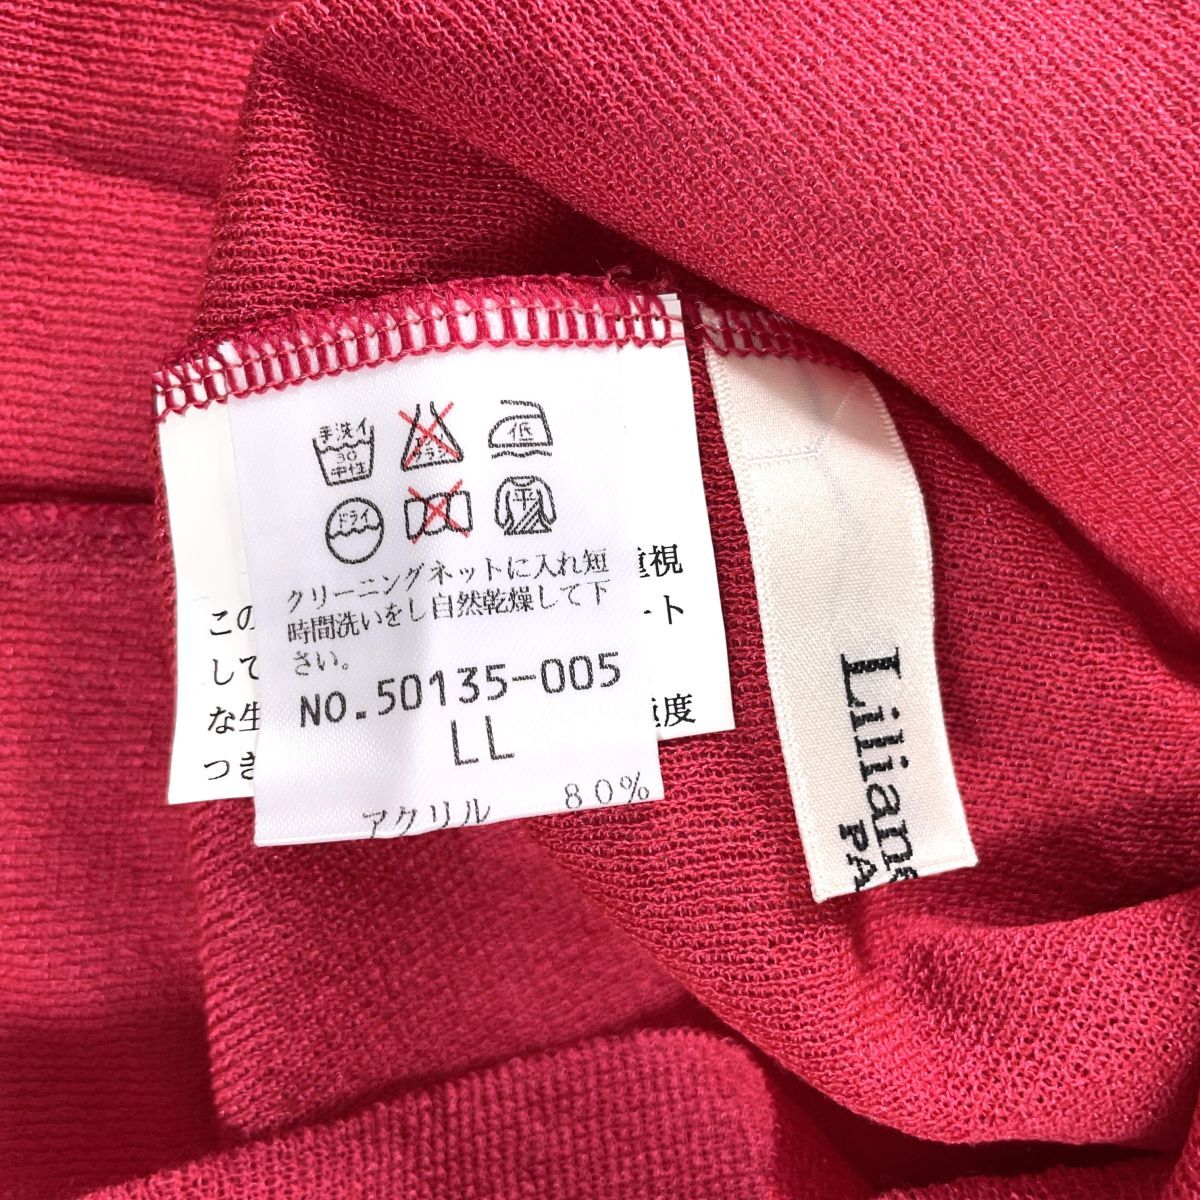 手洗イ
30
中性
低
ドライ
平
クリーニングネットに入れ短
時間洗いをし自然乾燥して下
さい。
NO.50135-005
LL
アクリル 80%
この
して
な生
つき
重視
ート
度
Lilian
PA